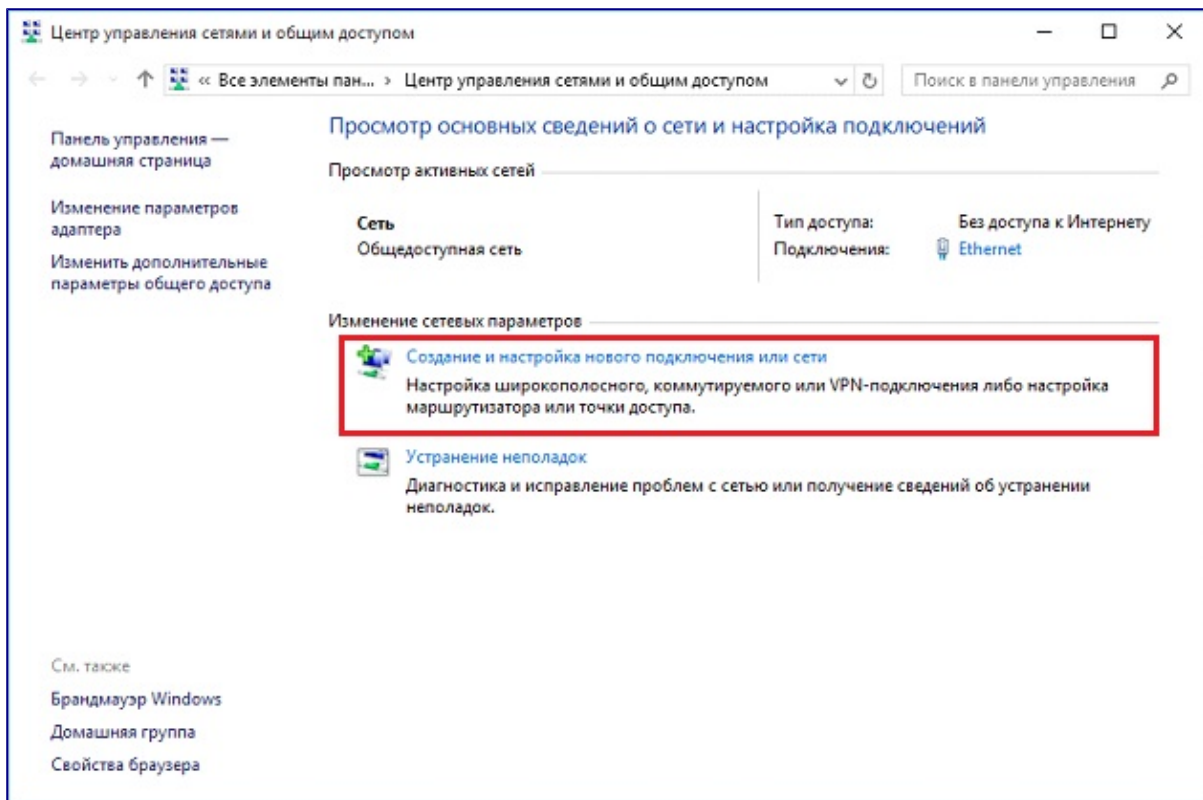 Центр управления сетями и общим доступом
« Все элементы пан... › Центр управления сетями и общим доступом
Поиск в панели управления
Панель управления —
домашняя страница
Изменение параметров
адаптера
Изменить дополнительные
параметры общего доступа
См. также
Брандмауэр Windows
Домашняя группа
Свойства браузера
Просмотр основных сведений о сети и настройка подключений
Просмотр активных сетей
Сеть
Общедоступная сеть
Тип доступа: Без доступа к Интернету
Подключения: Ethernet
Изменение сетевых параметров
Создание и настройка нового подключения или сети
Настройка широкополосного, коммутируемого или VPN-подключения либо настройка
маршрутизатора или точки доступа.
Устранение неполадок
Диагностика и исправление проблем с сетью или получение сведений об устранении
неполадок.